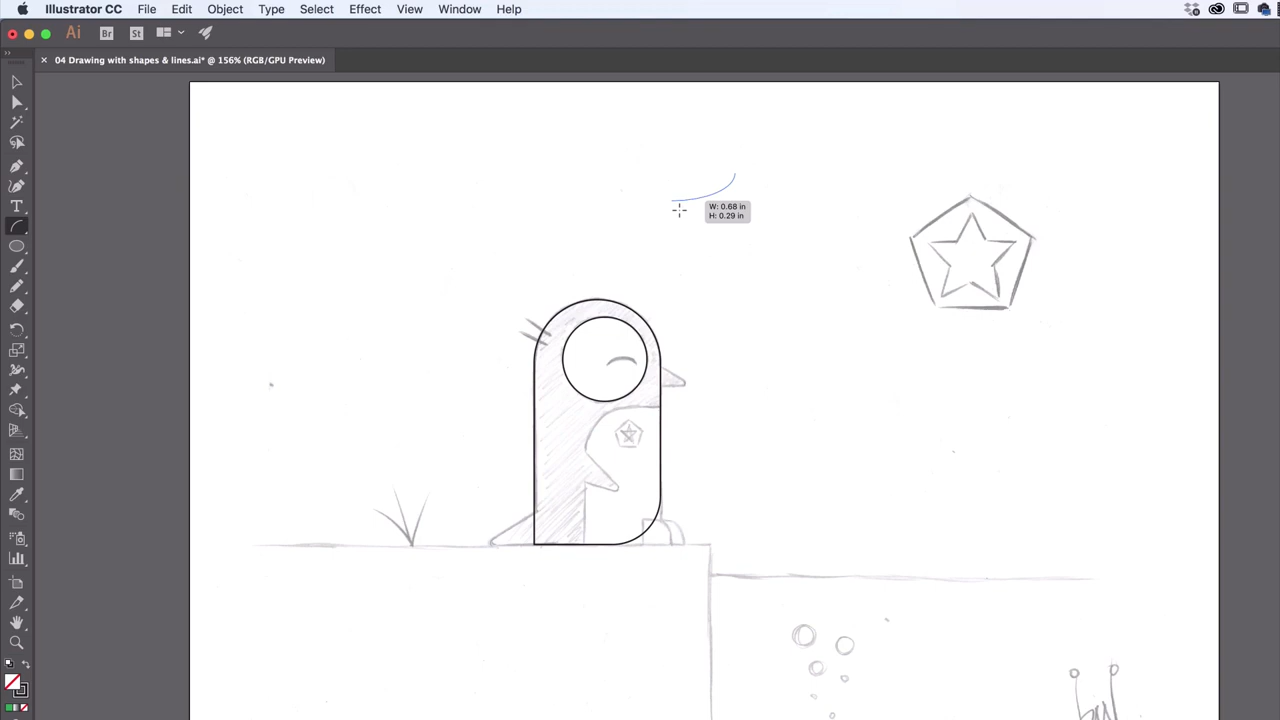 Illustrator CC File Edit Object Type Select Effect View Window Help
Ai Br St
04 Drawing with shapes & lines.ai* @ 156% (RGB/GPU Preview)
T
W: 0.68 in
H: 0.29 in